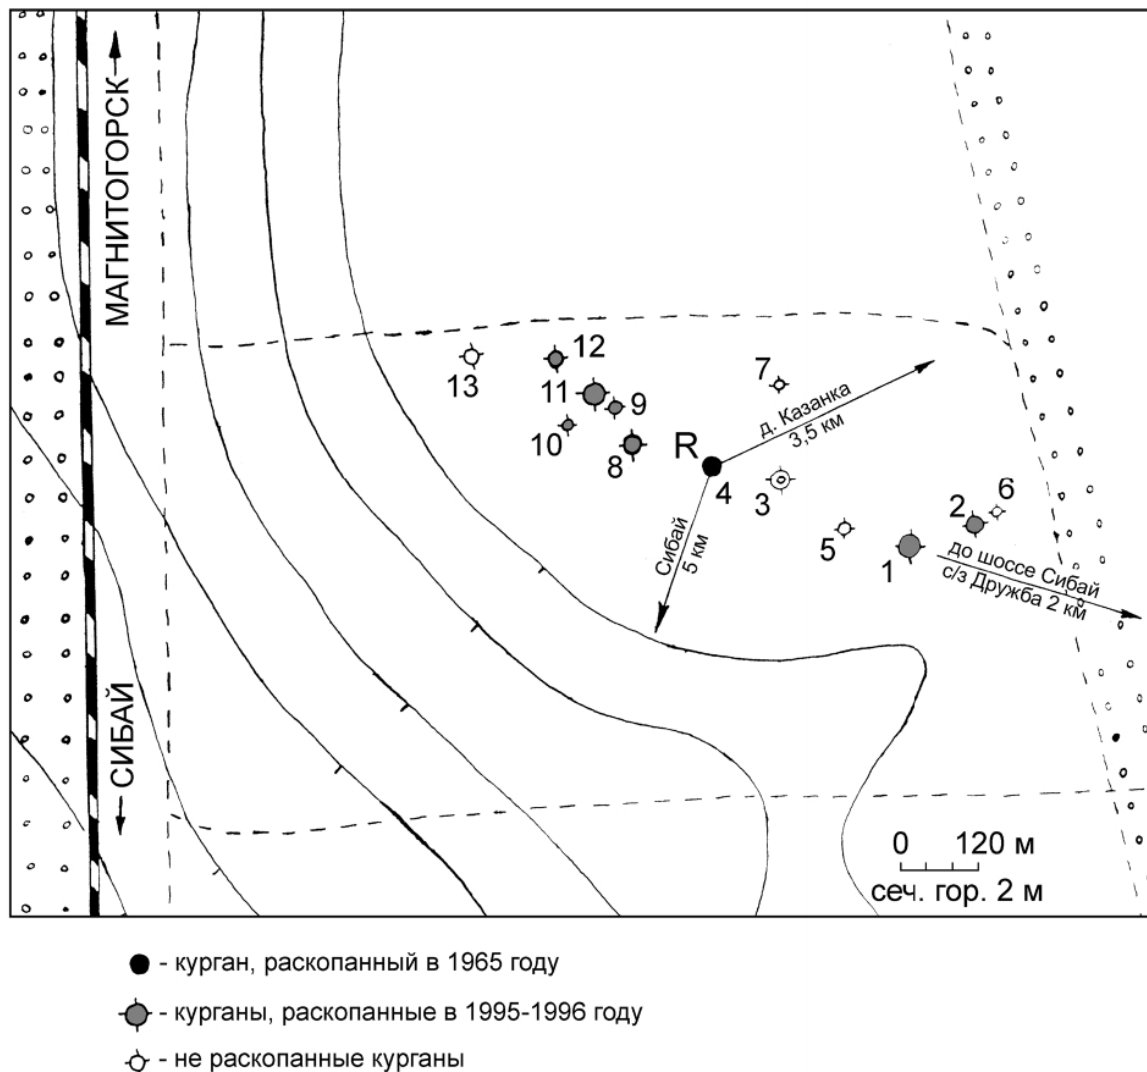 МАГНИТОГОРСК
СИБАЙ
13
12
11
10
9
8
7
д. Казанка
3,5 км
R
4
3
Сибай
5 км
5
6
2
1
до шоссе Сибай
с/з Дружба 2 км
0 120 м
сеч. гор. 2 м
- курган, раскопанный в 1965 году
- курганы, раскопанные в 1995-1996 году
- не раскопанные курганы